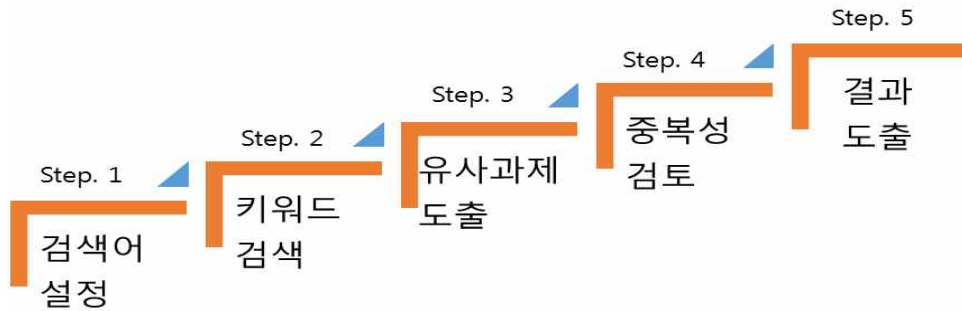 Step. 1
검색어
설정
Step. 2
키워드
검색
Step. 3
유사과제
도출
Step. 4
중복성
검토
Step. 5
결과
도출